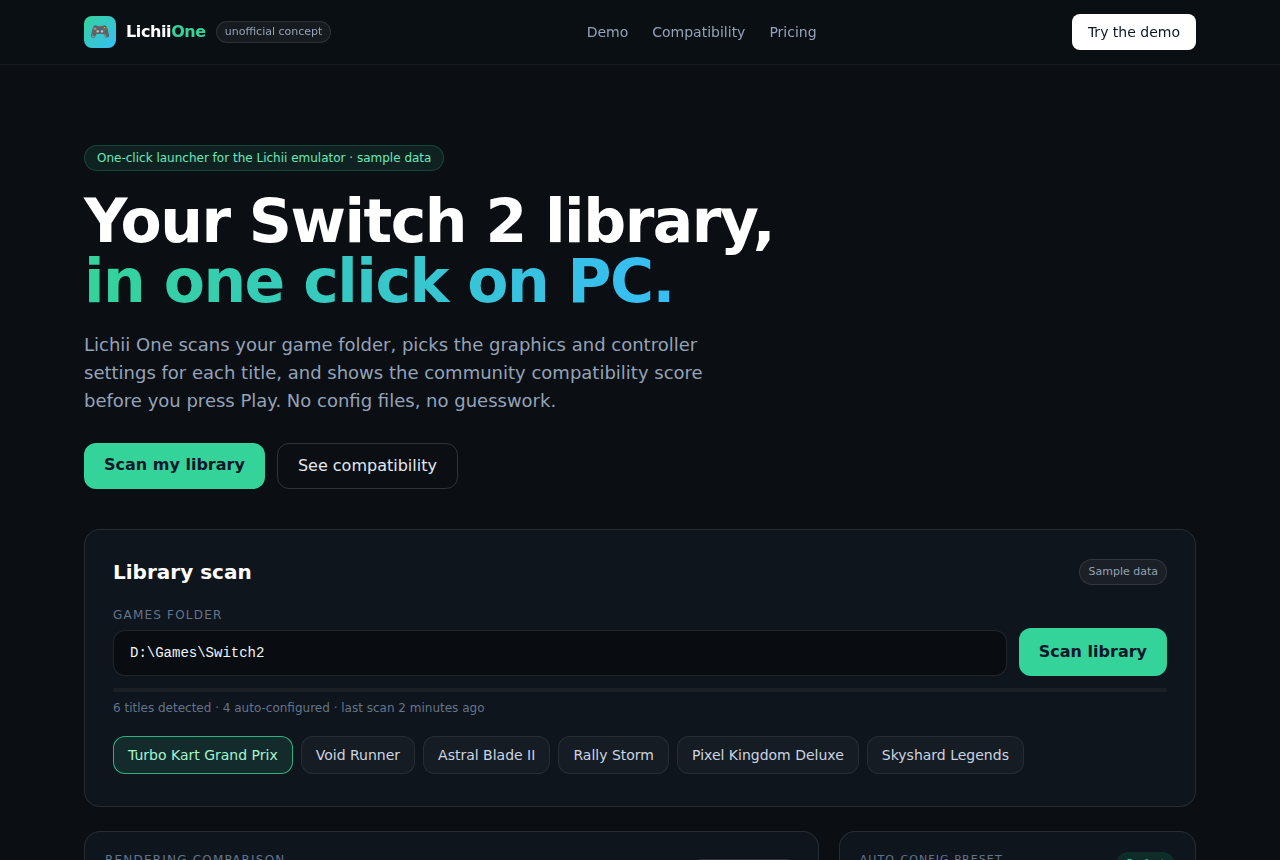 LichiiOne unofficial concept Demo Compatibility Pricing Try the demo
One-click launcher for the Lichii emulator · sample data
Your Switch 2 library,
in one click on PC.
Lichii One scans your game folder, picks the graphics and controller
settings for each title, and shows the community compatibility score
before you press Play. No config files, no guesswork.
Scan my library See compatibility
Library scan Sample data
GAMES FOLDER
D:\Games\Switch2 Scan library
6 titles detected · 4 auto-configured · last scan 2 minutes ago
Turbo Kart Grand Prix Void Runner Astral Blade II Rally Storm Pixel Kingdom Deluxe Skyshard Legends
RENDERING COMPARISON AUTO-CONFIG PRESET